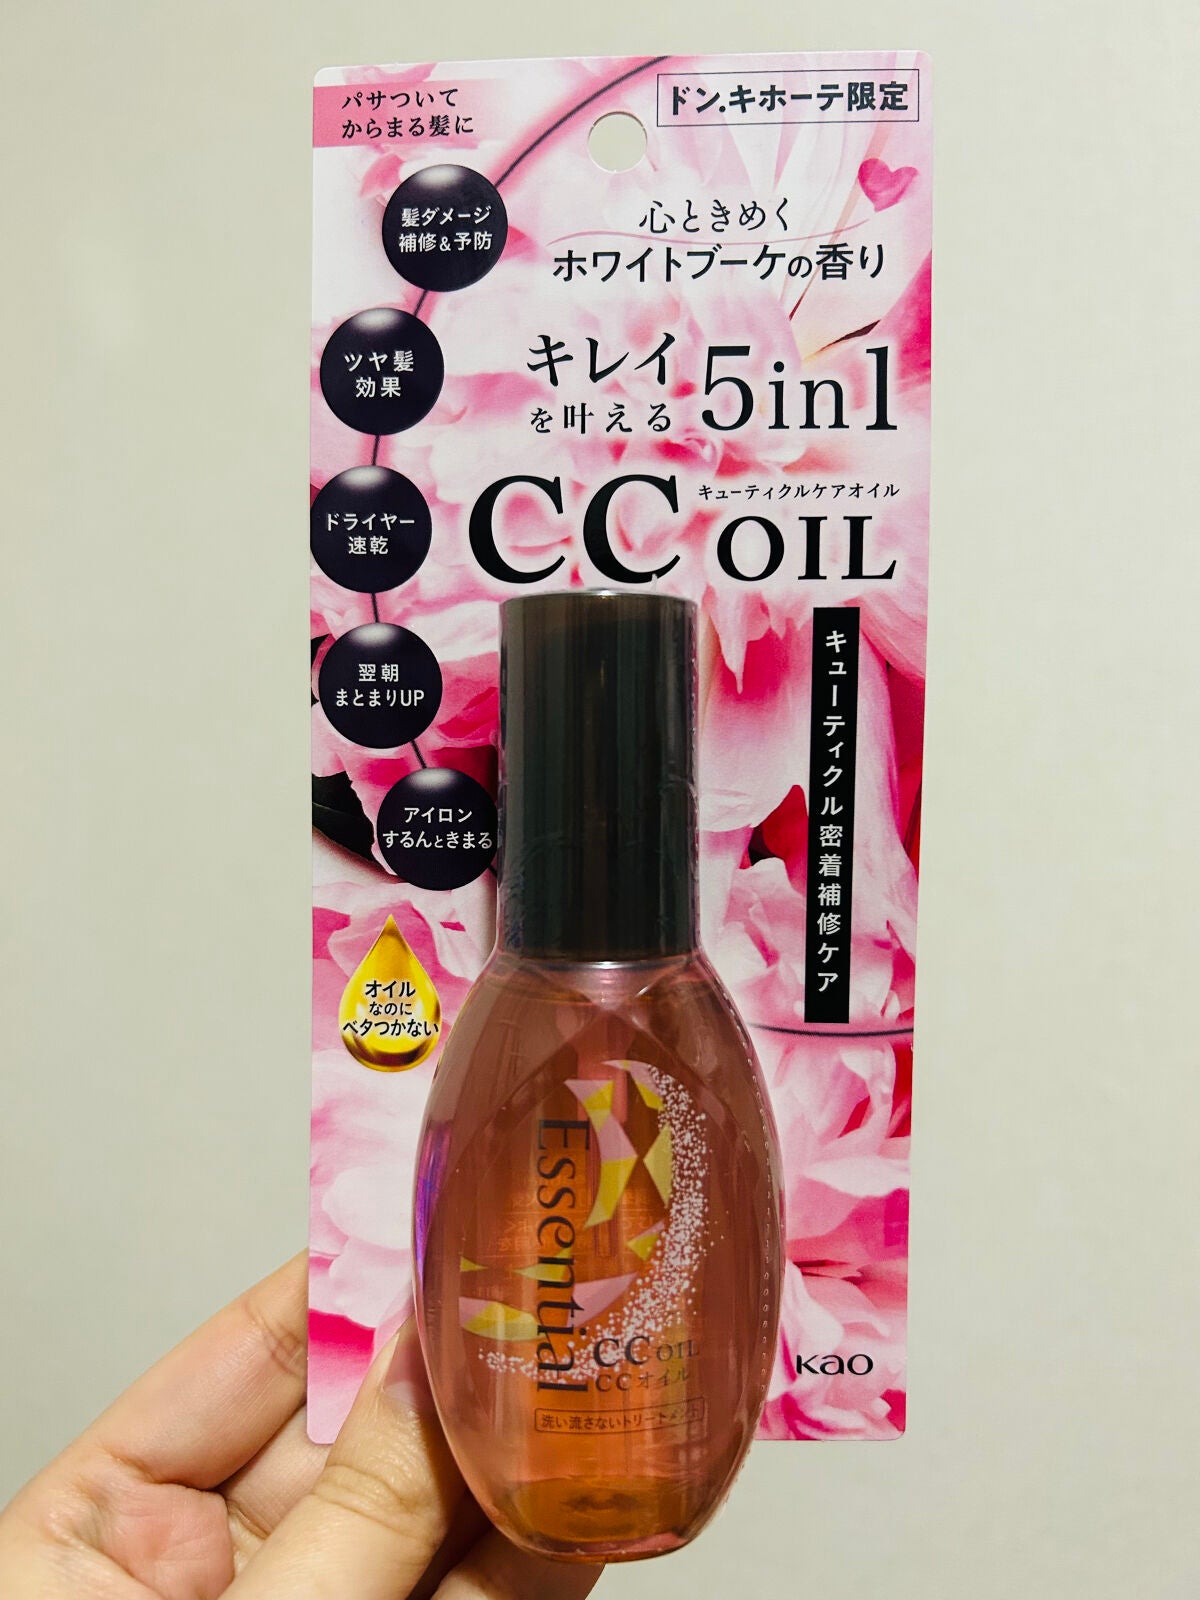 パサついて
からまる髪に
ドン.キホーテ限定
髪ダメージ
補修&予防
心ときめく
ホワイトブーケの香り
ツヤ髪
効果
キレイ
を叶える
5in1
ドライヤー
速乾
キューティクルケアオイル
CC OIL
翌朝
まとまりUP
アイロン
するんときまる
キューティクル密着補修ケア
オイル
なのに
ベタつかない
Essential
CC OIL
CCオイル
洗い流さないトリートメント
Kao